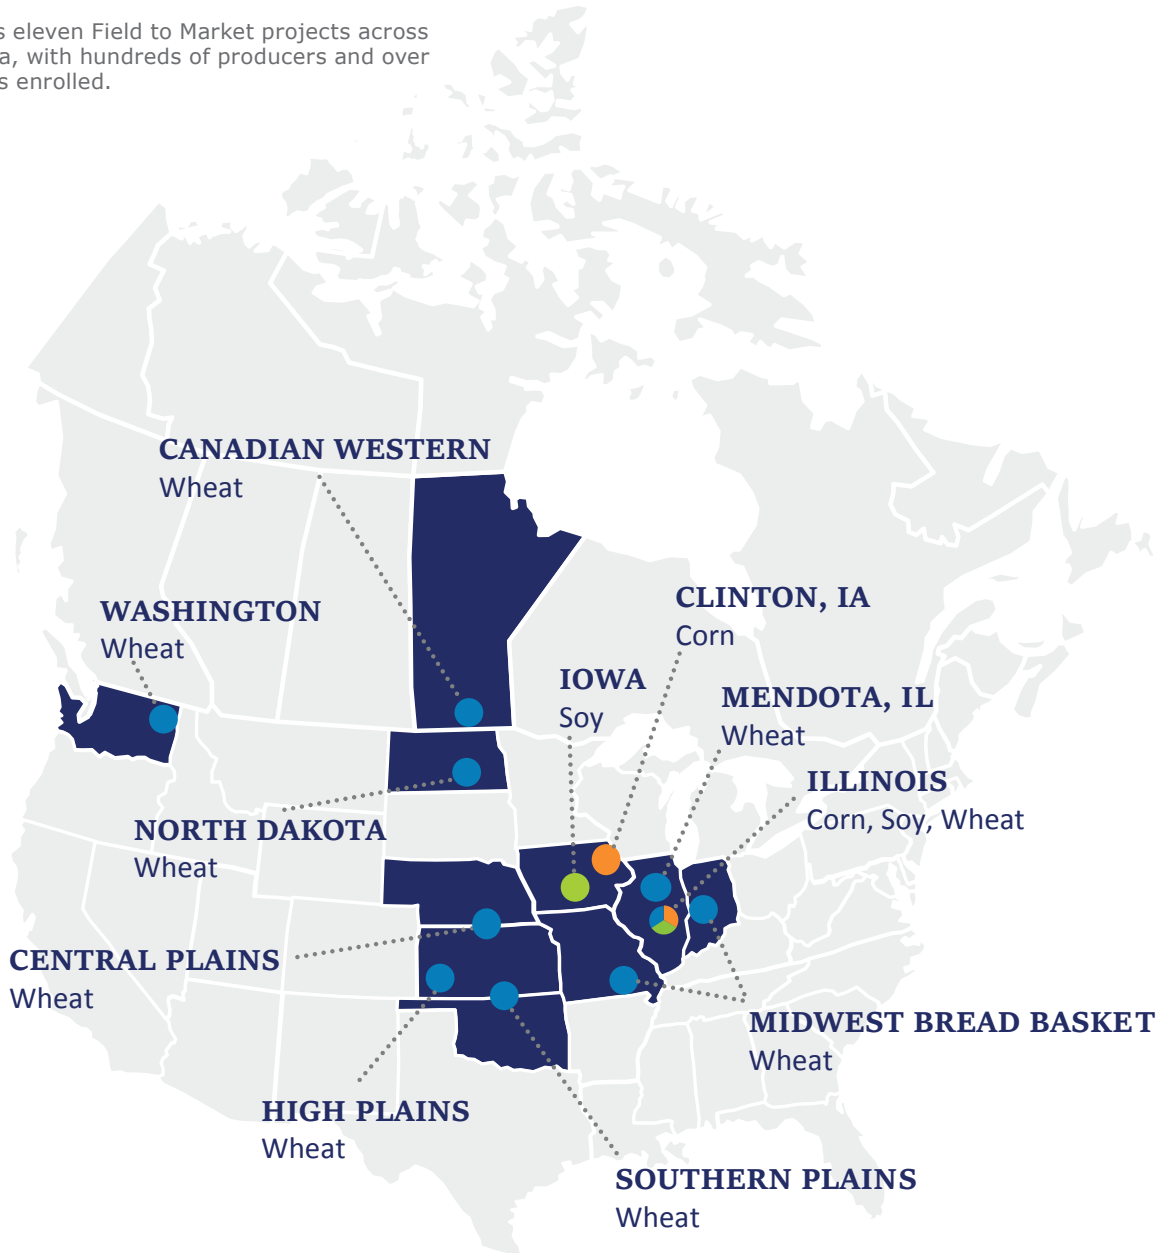 s eleven Field to Market projects across
a, with hundreds of producers and over
s enrolled.
CANADIAN WESTERN
Wheat
WASHINGTON
Wheat
CLINTON, IA
Corn
IOWA
Soy
MENDOTA, IL
Wheat
ILLINOIS
Corn, Soy, Wheat
NORTH DAKOTA
Wheat
CENTRAL PLAINS
Wheat
MIDWEST BREAD BASKET
Wheat
HIGH PLAINS
Wheat
SOUTHERN PLAINS
Wheat